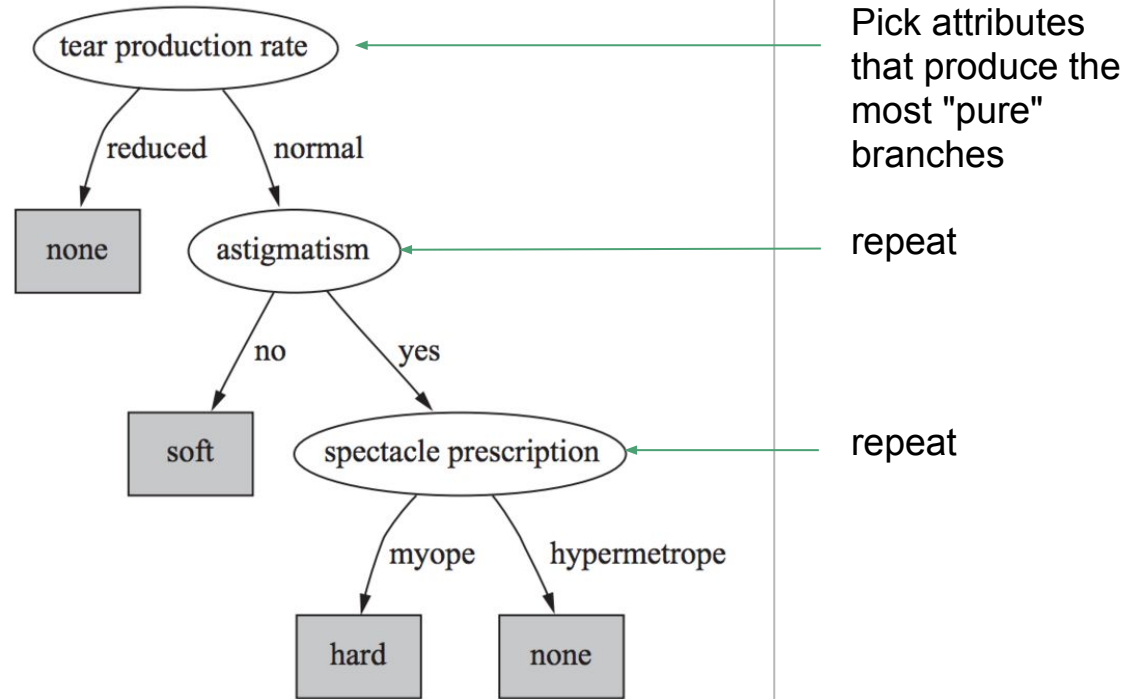 tear production rate
Pick attributes
that produce the
most "pure"
branches
reduced
normal
none
astigmatism
repeat
no
yes
soft
spectacle prescription
repeat
myope
hypermetrope
hard
none